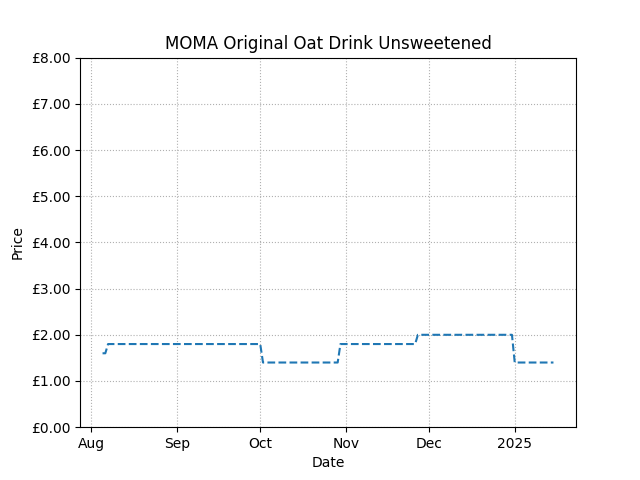 MOMA Original Oat Drink Unsweetened
£8.00
£7.00
£6.00
£5.00
£4.00
£3.00
£2.00
£1.00
£0.00
Price
Aug Sep Oct Nov Dec 2025
Date